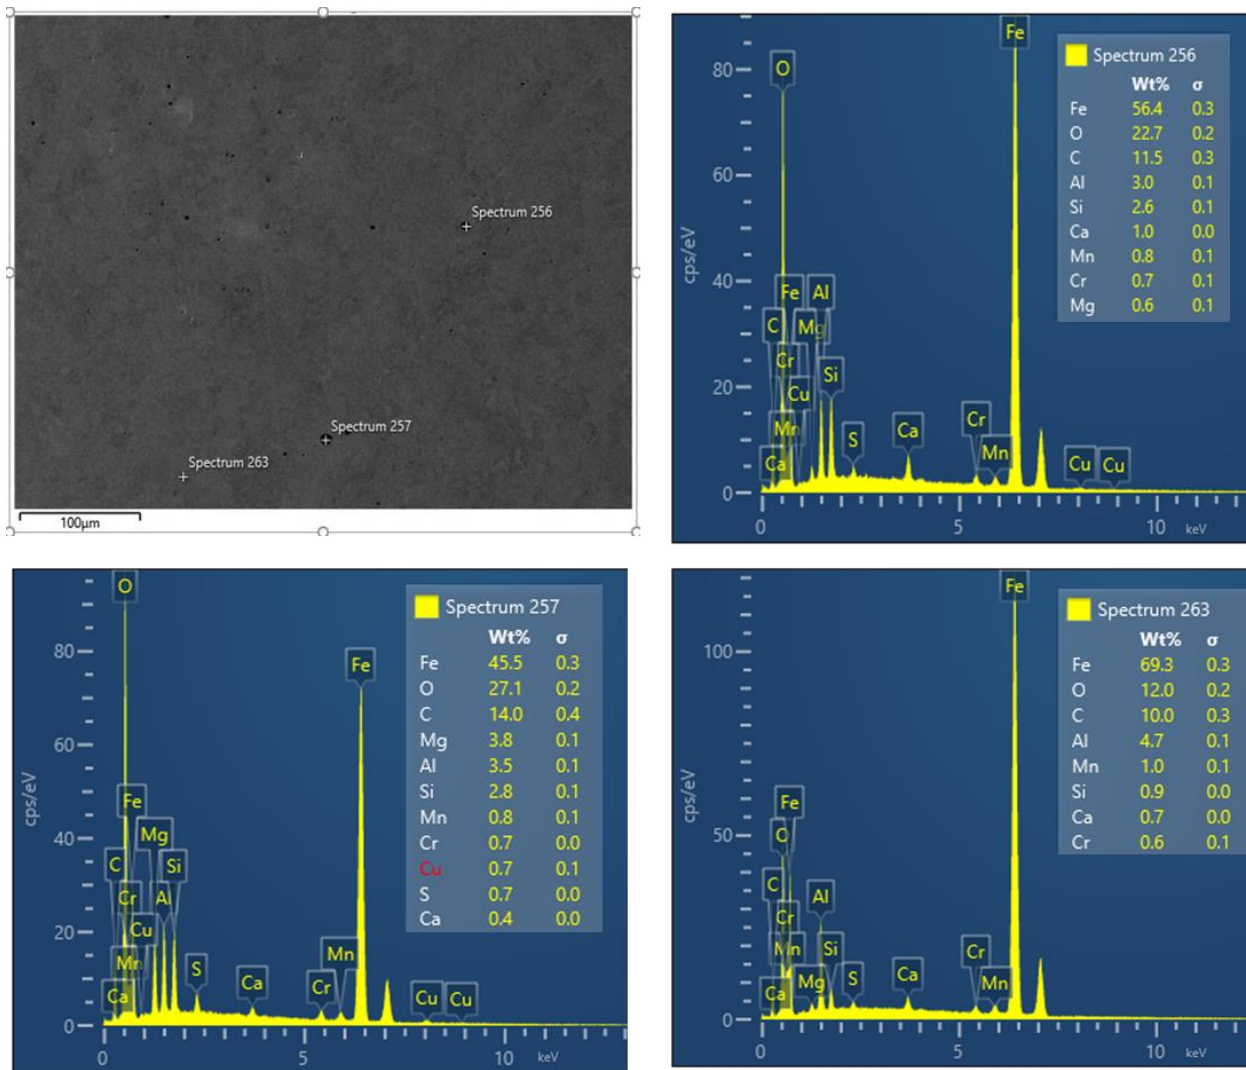 Spectrum 256
Spectrum 257
Spectrum 263
100µm
Fe
80
60
40
20
0
cps/eV
O
Fe
Al
C
Mg
Cr
Si
Cu
Mn
S
Ca
Ca
Cr
Mn
Cu
Cu
0
5
10
keV
Spectrum 256
Wt% σ
Fe 56.4 0.3
O 22.7 0.2
C 11.5 0.3
Al 3.0 0.1
Si 2.6 0.1
Ca 1.0 0.0
Mn 0.8 0.1
Cr 0.7 0.1
Mg 0.6 0.1
O
80
60
40
20
0
cps/eV
Fe
Fe
Mg
C
Si
Cr
Al
Cu
Mn
S
Ca
Ca
Cr
Mn
Cu
Cu
0
5
10
keV
Spectrum 257
Wt% σ
Fe 45.5 0.3
O 27.1 0.2
C 14.0 0.4
Mg 3.8 0.1
Al 3.5 0.1
Si 2.8 0.1
Mn 0.8 0.1
Cr 0.7 0.0
Cu 0.7 0.1
S 0.7 0.0
Ca 0.4 0.0
Fe
100
50
0
cps/eV
Fe
O
C
Al
Cr
Mn
Si
Mg
S
Ca
Ca
Cr
Mn
0
5
10
keV
Spectrum 263
Wt% σ
Fe 69.3 0.3
O 12.0 0.2
C 10.0 0.3
Al 4.7 0.1
Mn 1.0 0.1
Si 0.9 0.0
Ca 0.7 0.0
Cr 0.6 0.1